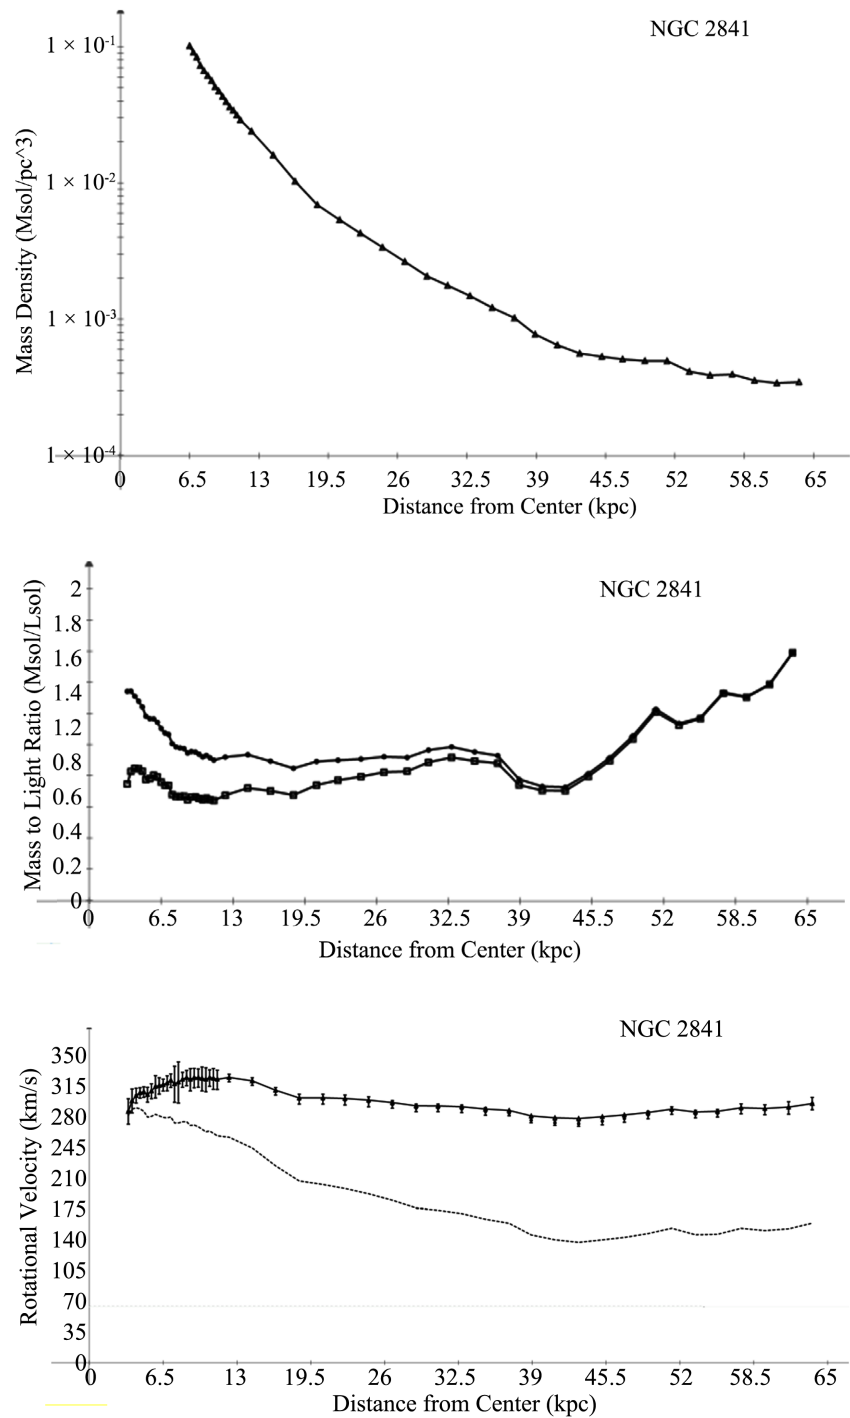 NGC 2841
Mass Density (Msol/pc^3)
1 × 10-1
1 × 10-2
1 × 10-3
1 × 10-4
0 6.5 13 19.5 26 32.5 39 45.5 52 58.5 65
Distance from Center (kpc)
NGC 2841
Mass to Light Ratio (Msol/Lsol)
2
1.8
1.6
1.4
1.2
0.8
0.6
0.4
0.2
0
0 6.5 13 19.5 26 32.5 39 45.5 52 58.5 65
Distance from Center (kpc)
NGC 2841
Rotational Velocity (km/s)
350
315
280
245
210
175
140
105
70
35
0
0 6.5 13 19.5 26 32.5 39 45.5 52 58.5 65
Distance from Center (kpc)